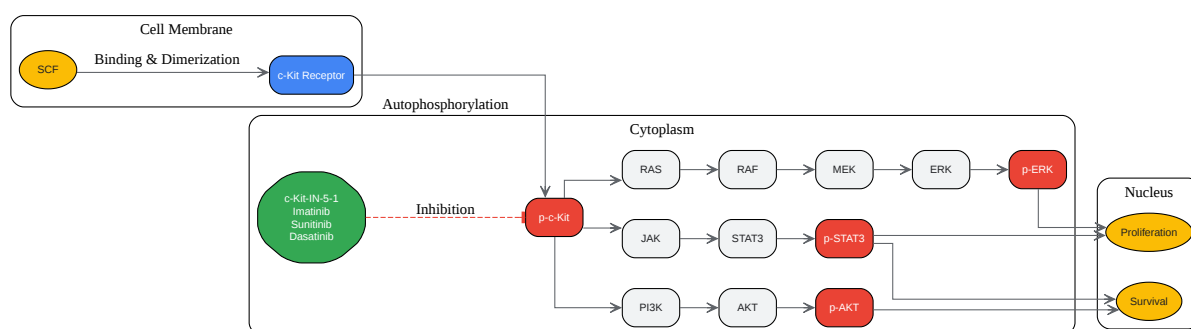 Cell Membrane
SCF
Binding & Dimerization
c-Kit Receptor
Autophosphorylation
Cytoplasm
c-Kit-IN-5-1
Imatinib
Sunitinib
Dasatinib
Inhibition
p-c-Kit
RAS
RAF
MEK
ERK
p-ERK
JAK
STAT3
p-STAT3
PI3K
AKT
p-AKT
Nucleus
Proliferation
Survival